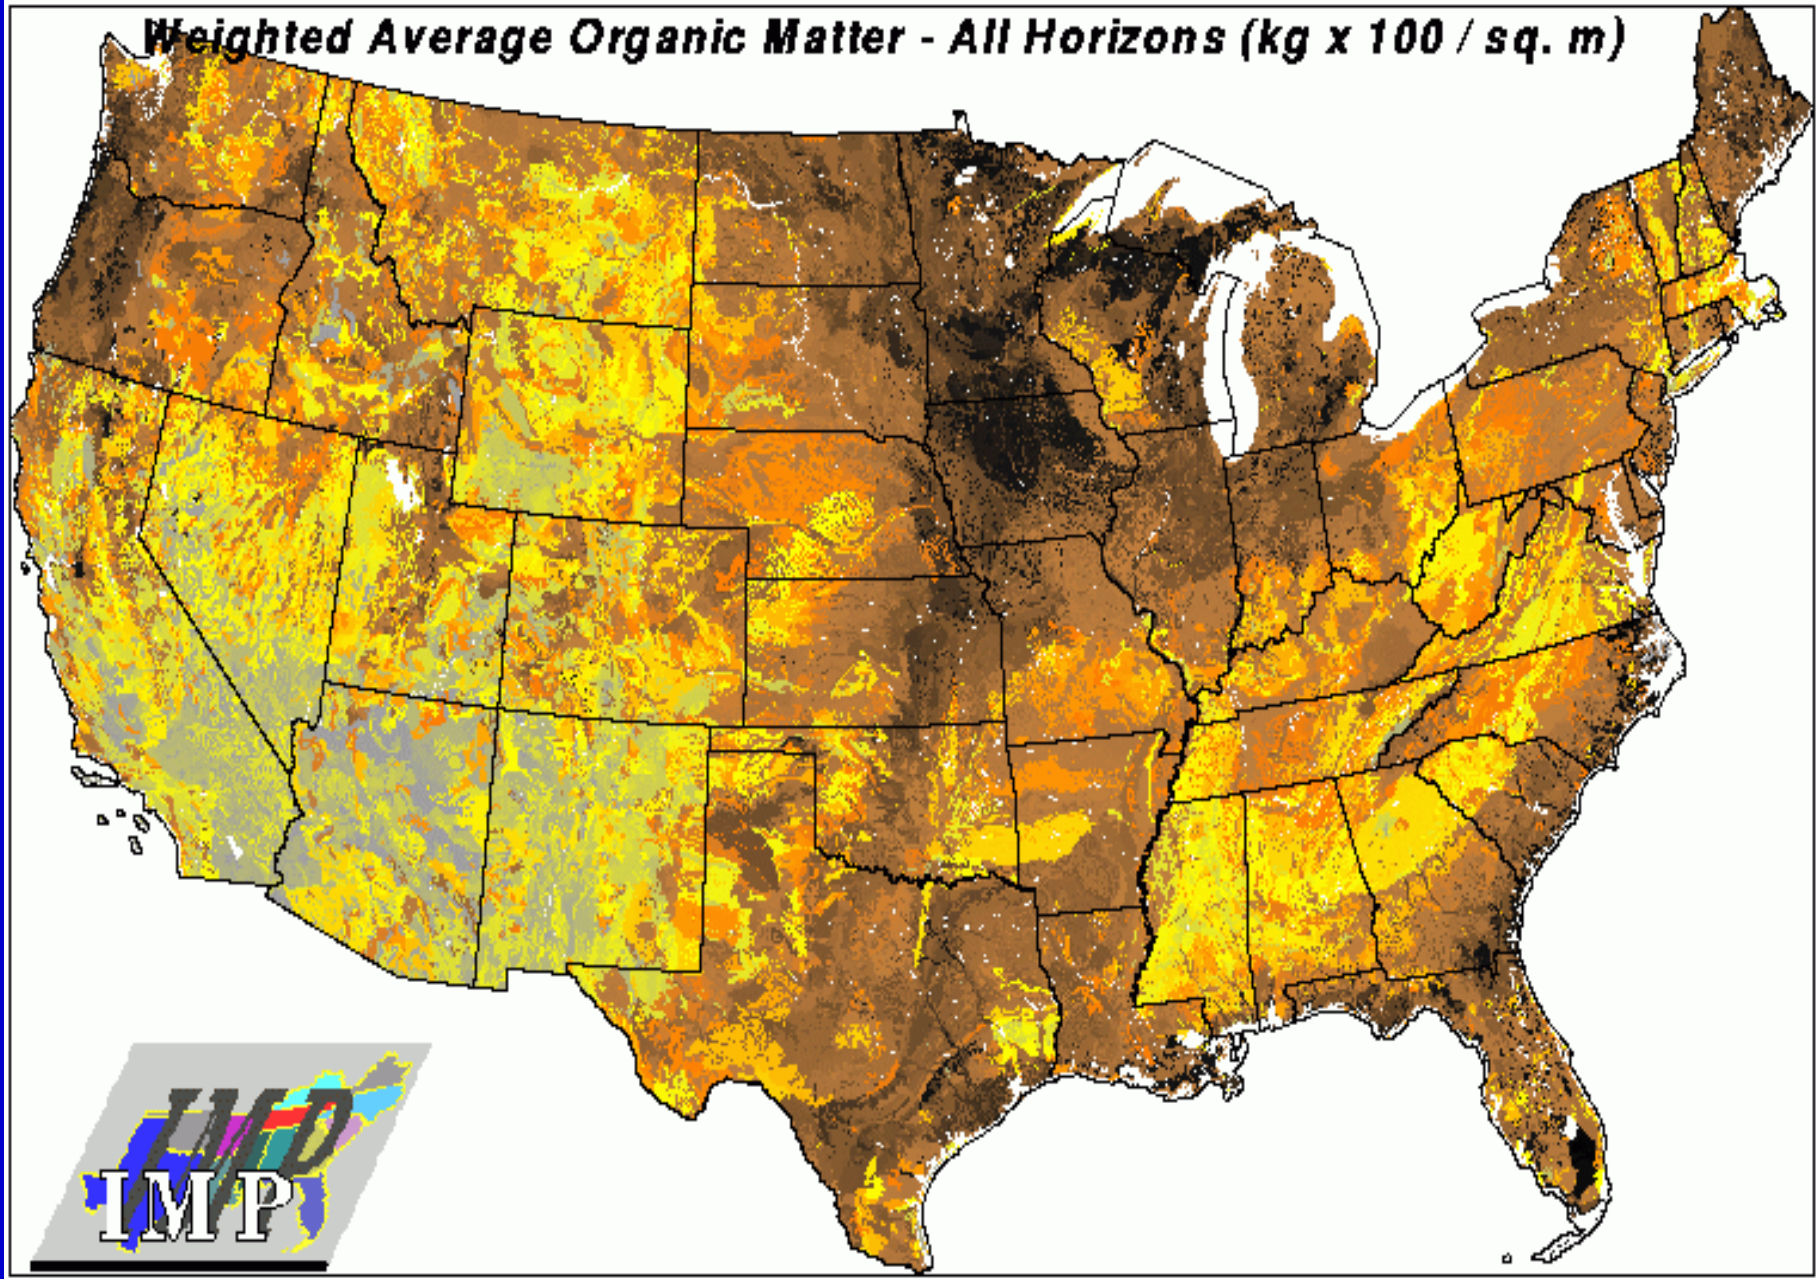 Weighted Average Organic Matter - All Horizons (kg x 100 / sq. m)
IMP